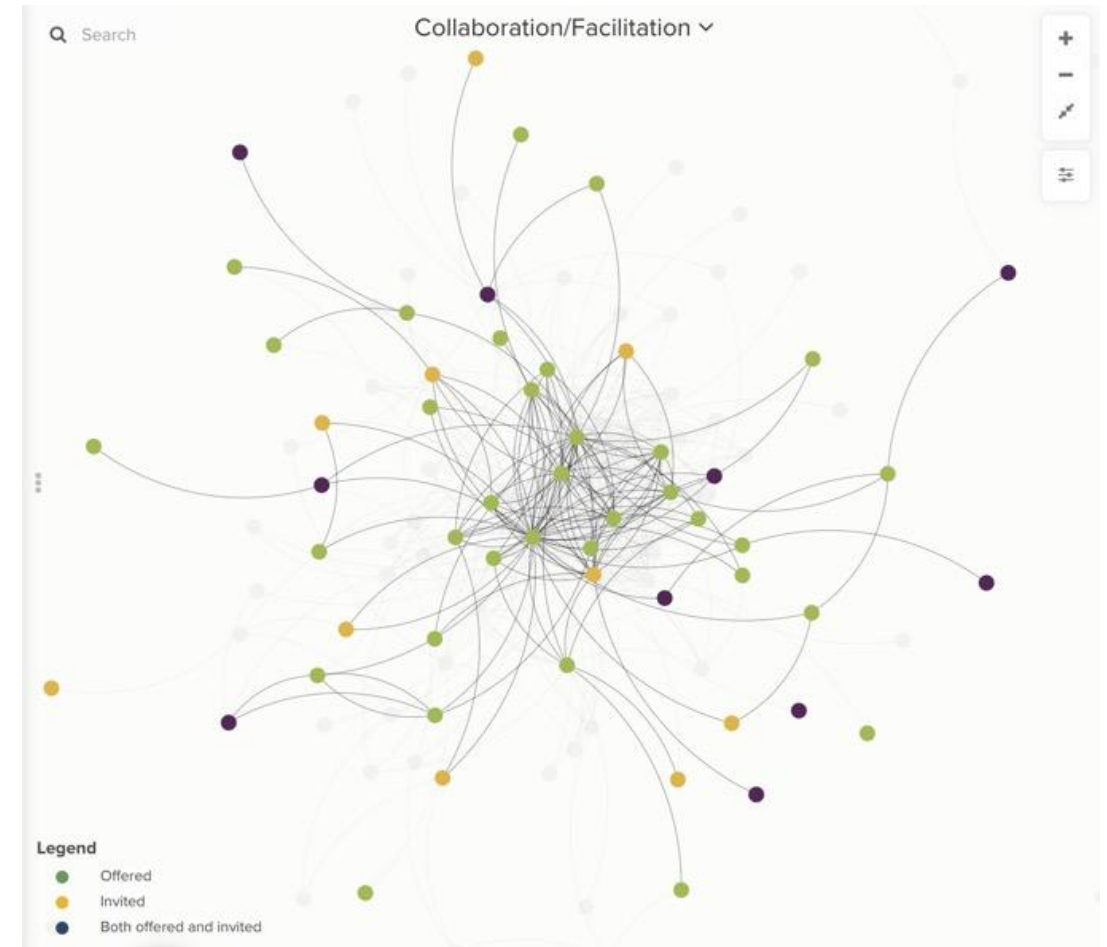 Search
Collaboration/Facilitation
Legend
Offered
Invited
Both offered and invited